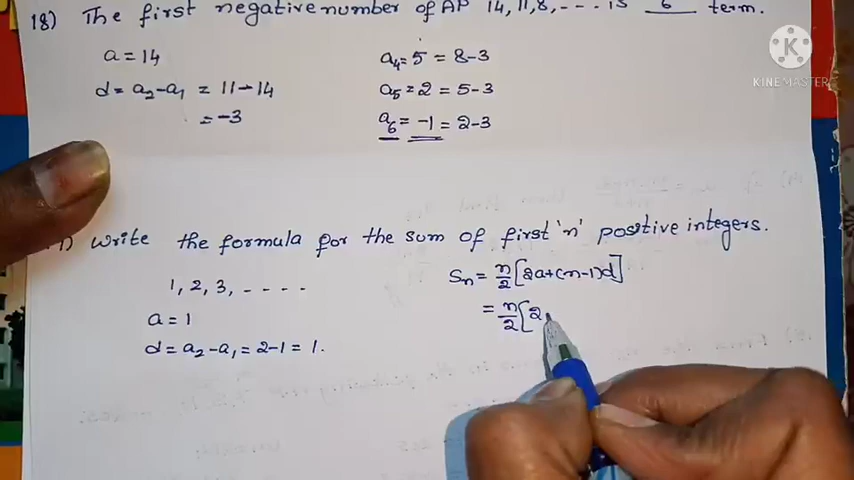 18) The first negative number of AP 14, 11, 8, - - - - is 6 term.
a = 14
d = a₂-a₁ = 11-14
= -3
a₄ = 5 = 8-3
a₅ = 2 = 5-3
a₆ = -1 = 2-3
K
KINEMASTER
) Write the formula for the sum of first 'n' positive integers.
1, 2, 3, - - - - .
a = 1
d = a₂-a₁ = 2-1 = 1.
Sₙ = n/2 [2a+(n-1)d]
= n/2 [2